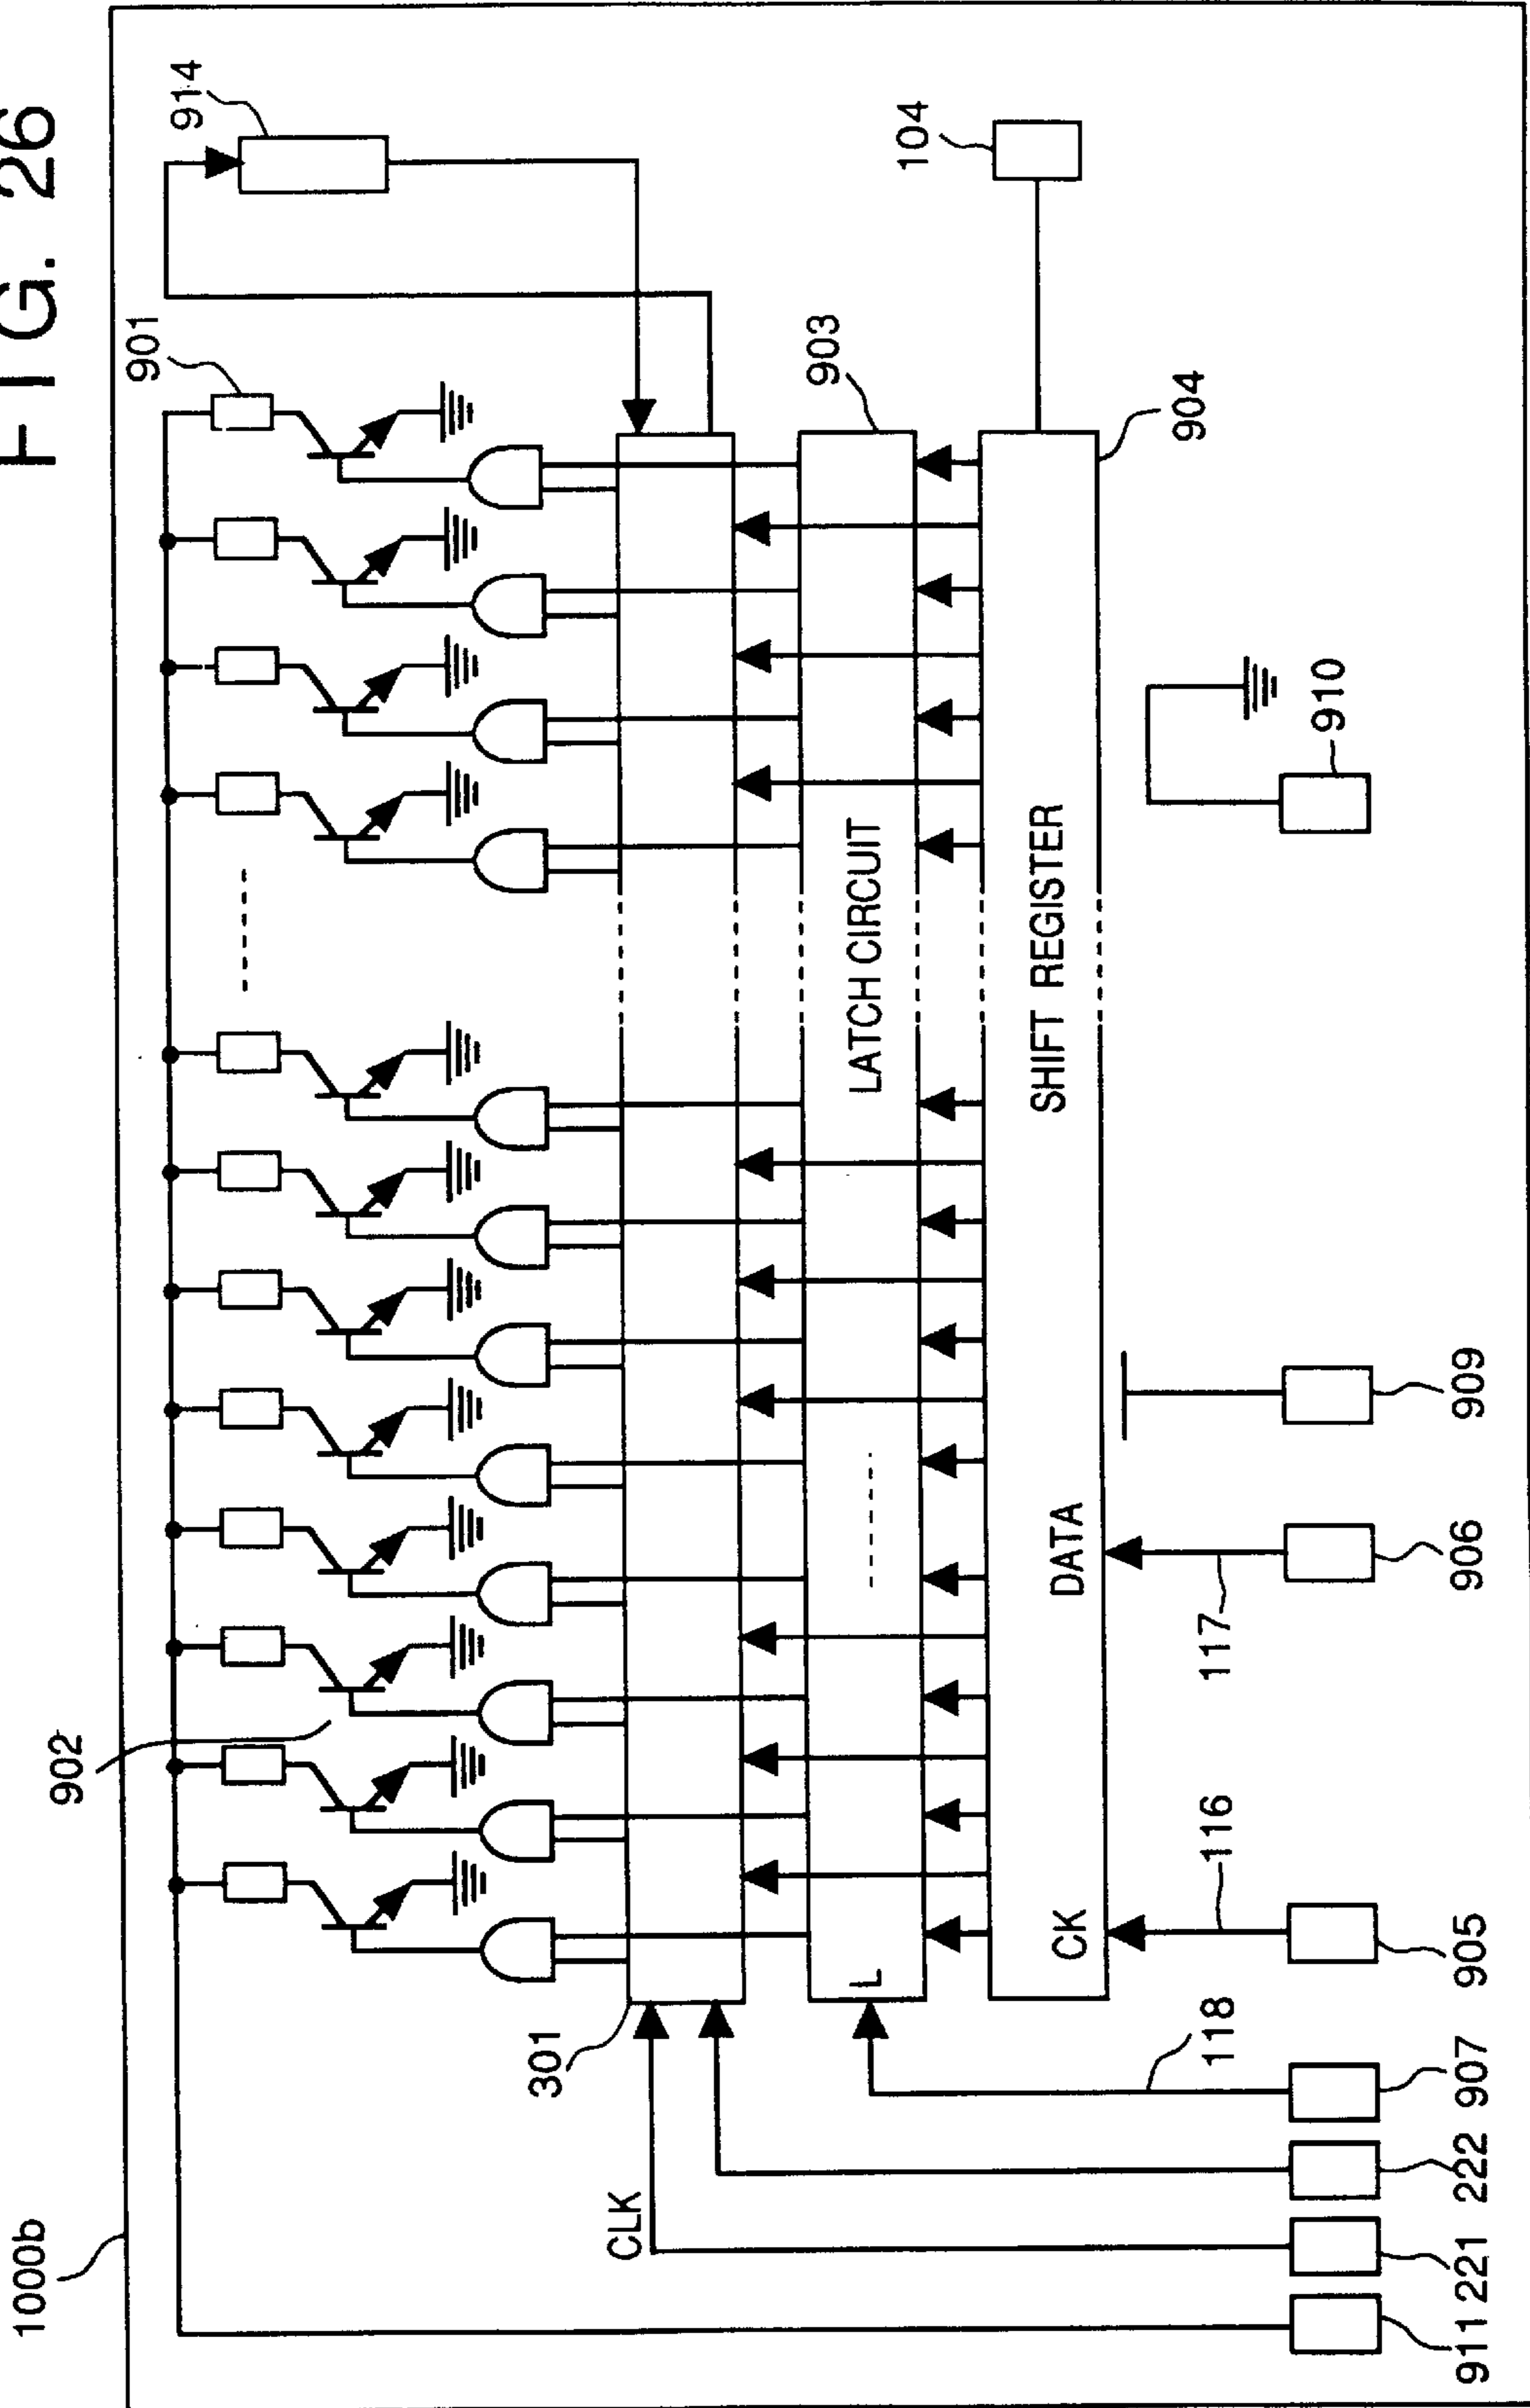 FIG. 26
1000b
902
901
914
301
CLK
903
LATCH CIRCUIT
L
104
904
SHIFT REGISTER
CK
DATA
118
116
117
911
221
222
907
905
906
909
910